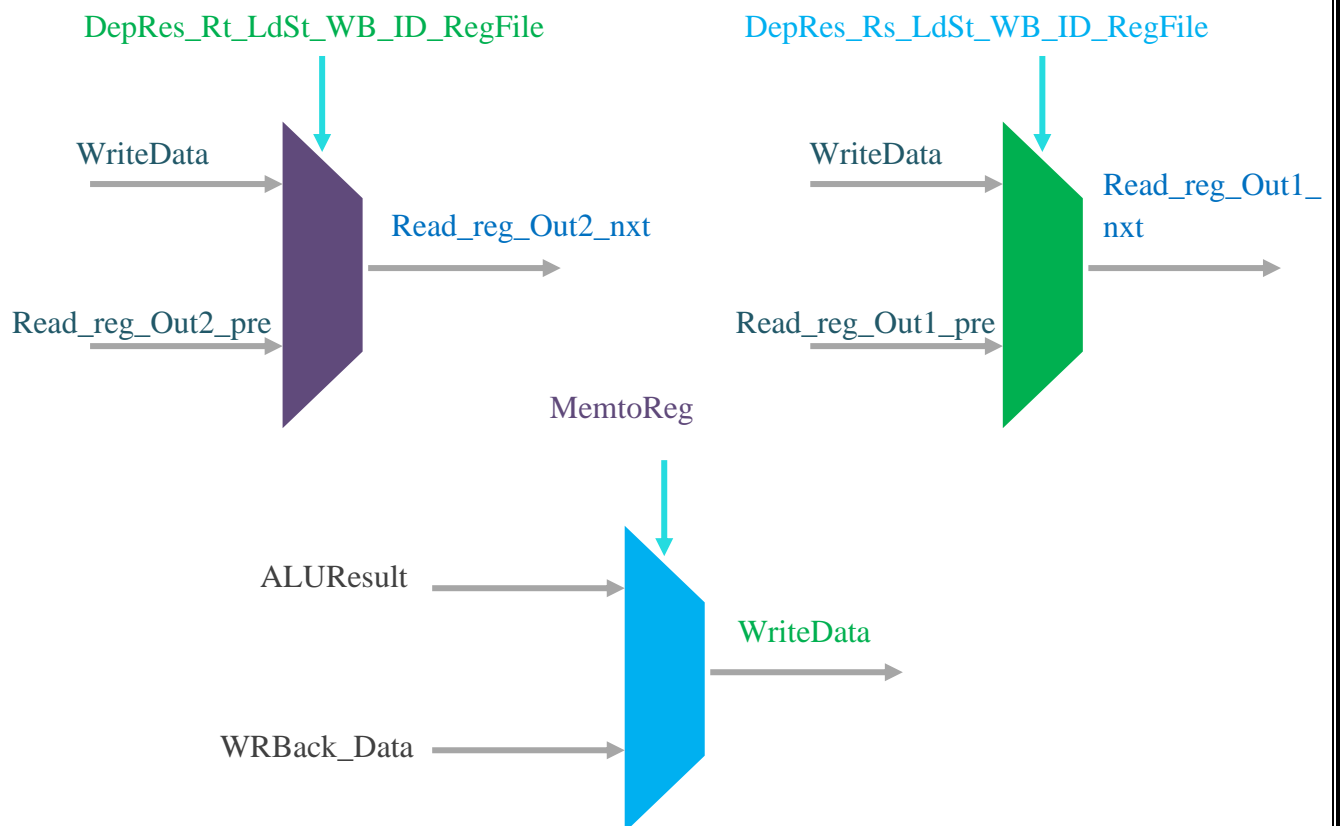 DepRes_Rt_LdSt_WB_ID_RegFile
DepRes_Rs_LdSt_WB_ID_RegFile
WriteData
WriteData
Read_reg_Out2_nxt
Read_reg_Out1_
nxt
Read_reg_Out2_pre
Read_reg_Out1_pre
MemtoReg
ALUResult
WriteData
WRBack_Data